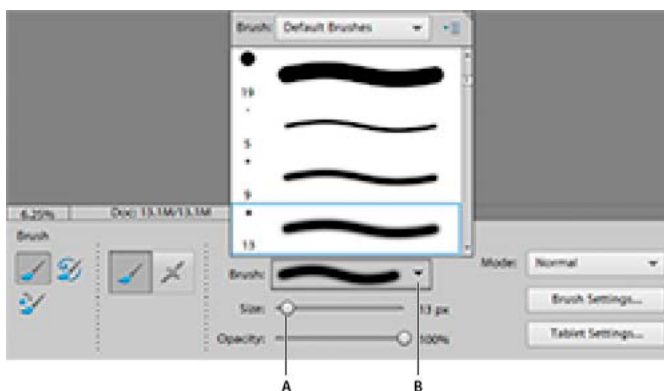 Brush: Default Brushes
19
5
9
13
6.25% Doc: 13.1M/13.1M
Brush
Brush:
Mode: Normal
Size: 13 px
Brush Settings...
Opacity: 100%
Tablet Settings...
A B